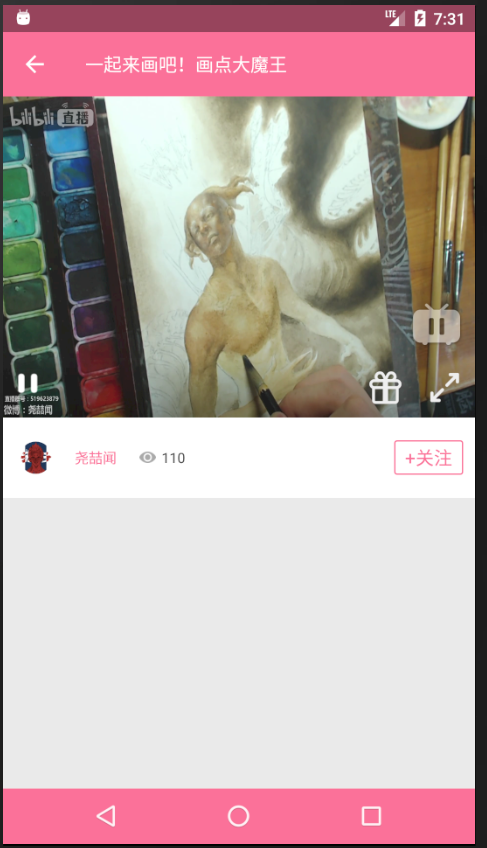 LTE 7:31
一起来画吧！画点大魔王
bilibili 直播
直播群号：519623879
微博：尧喆闻
尧喆闻 110 +关注